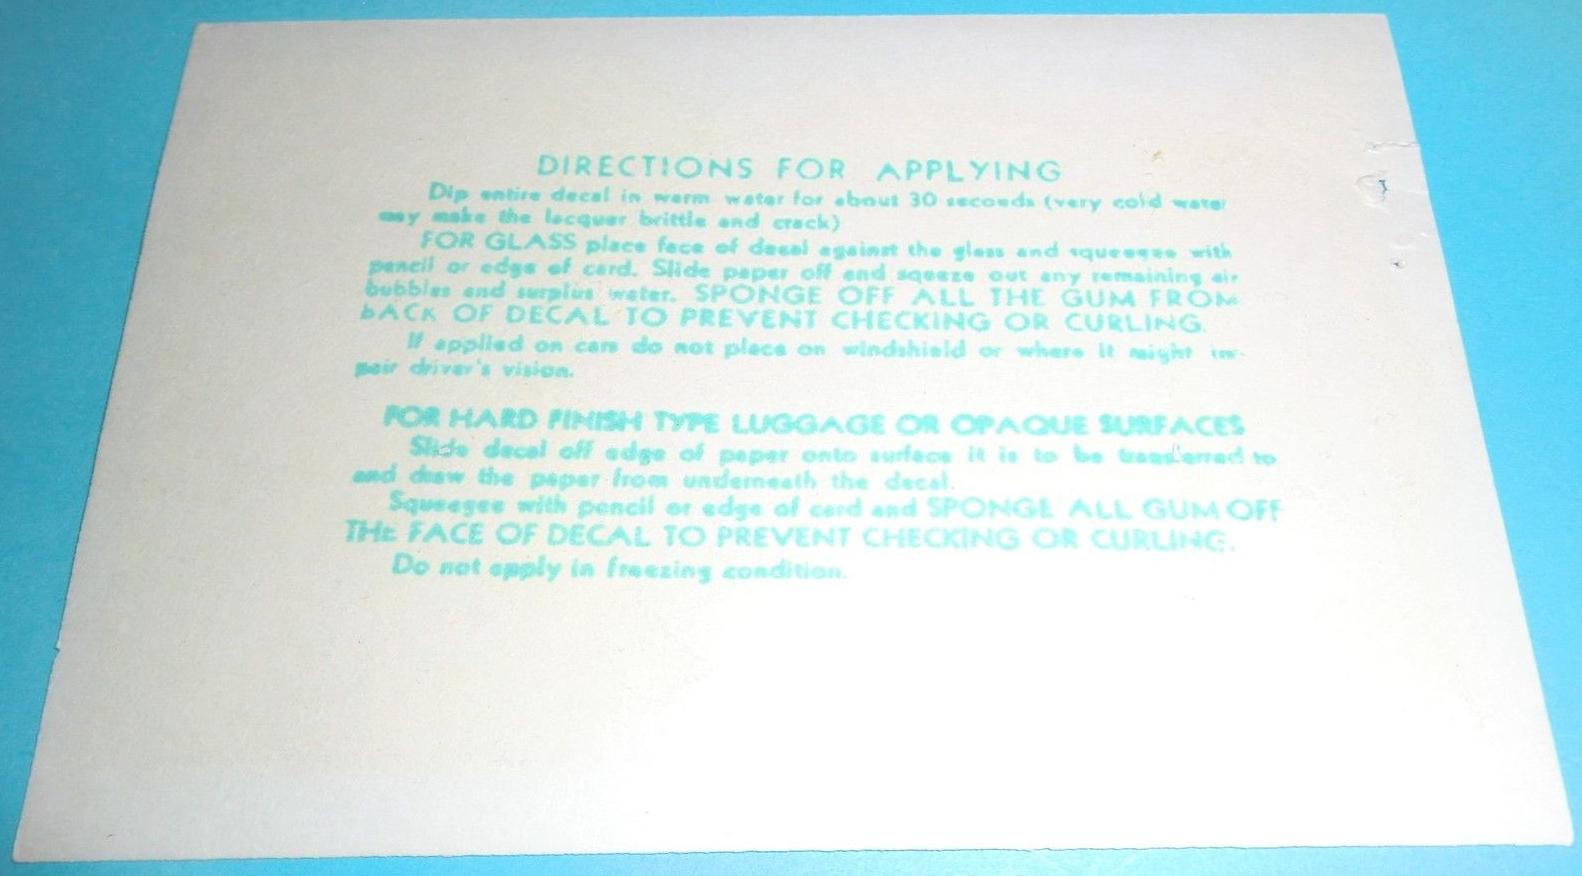 DIRECTIONS FOR APPLYING
Dip entire decal in warm water for about 30 seconds (very cold water
may make the lacquer brittle and crack)
FOR GLASS place face of decal against the glass and squeegee with
pencil or edge of card. Slide paper off and squeeze out any remaining air
bubbles and surplus water. SPONGE OFF ALL THE GUM FROM
BACK OF DECAL TO PREVENT CHECKING OR CURLING.
If applied on cars do not place on windshield or where it might im-
pair driver's vision.
FOR HARD FINISH TYPE LUGGAGE OR OPAQUE SURFACES
Slide decal off edge of paper onto surface it is to be transferred to
and draw the paper from underneath the decal.
Squeegee with pencil or edge of card and SPONGE ALL GUM OFF
THE FACE OF DECAL TO PREVENT CHECKING OR CURLING.
Do not apply in freezing condition.